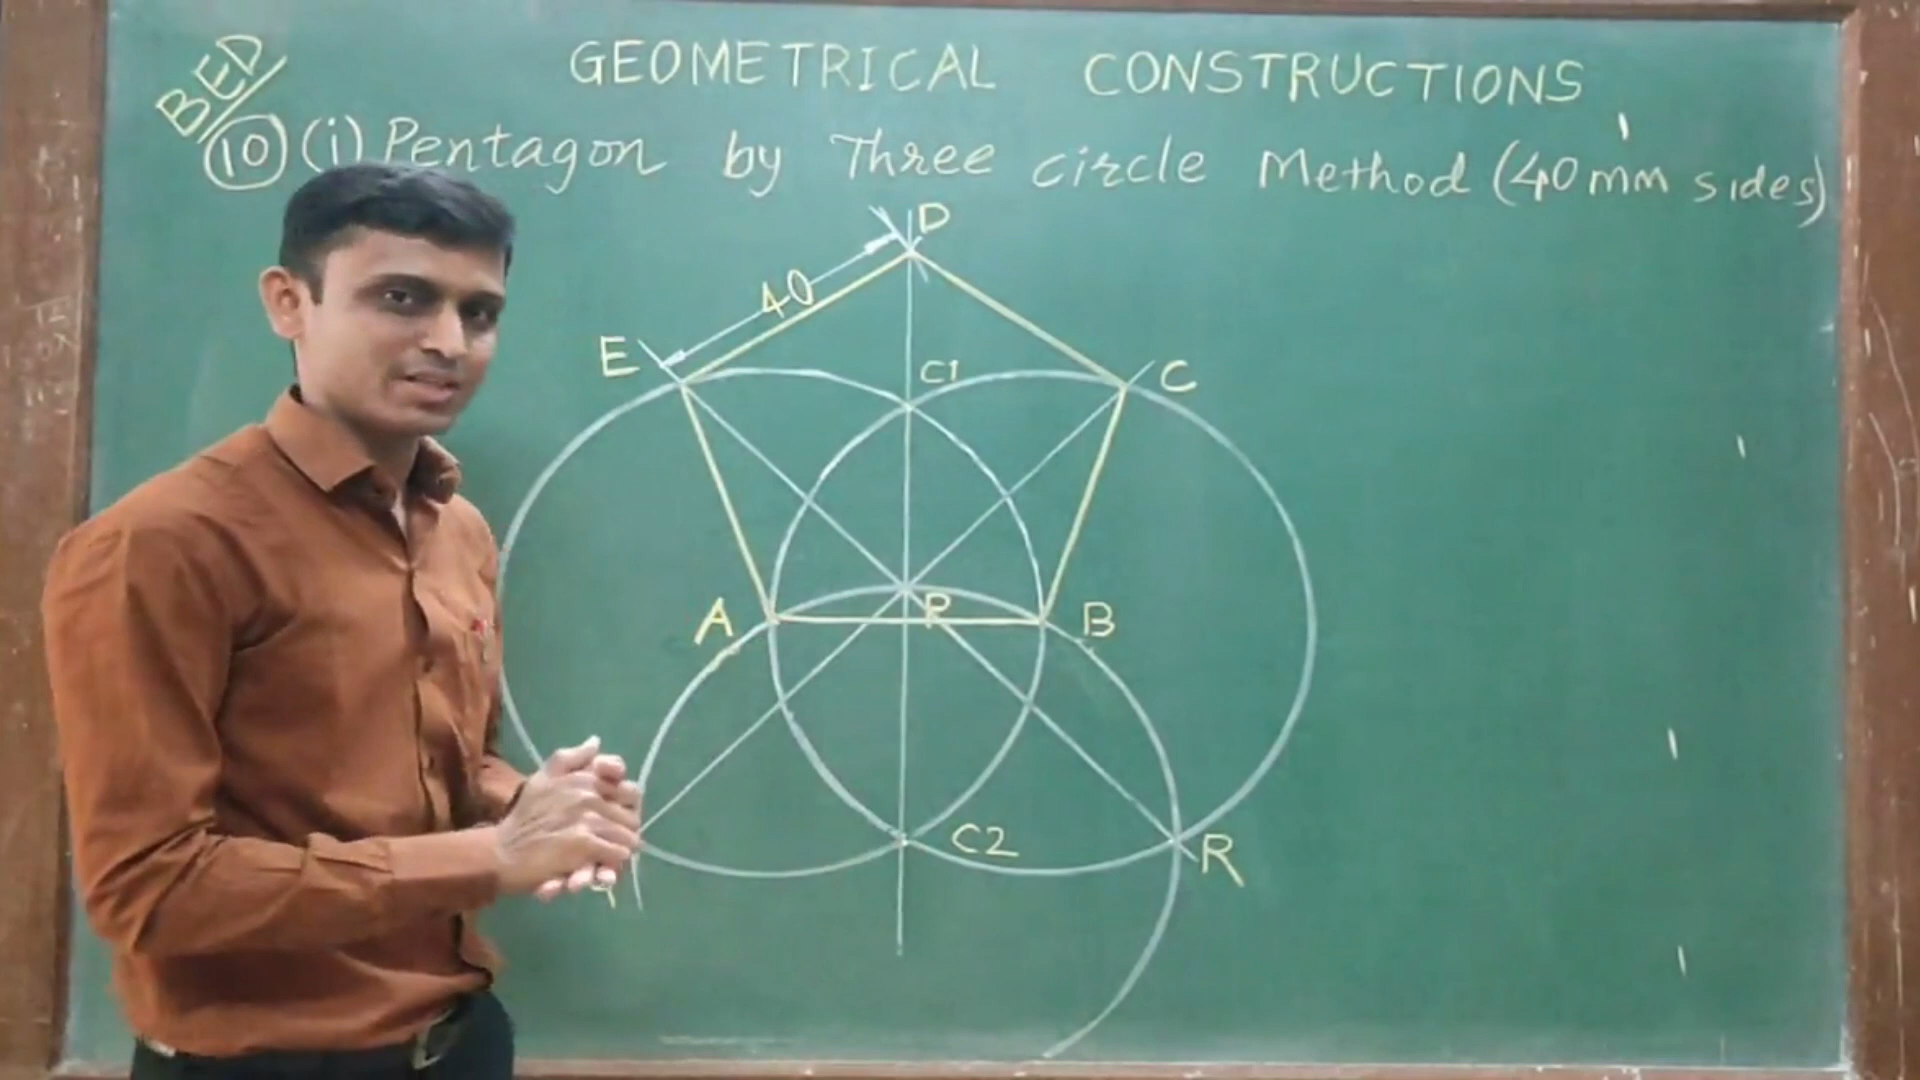 BED
GEOMETRICAL CONSTRUCTIONS
10 (i) Pentagon by Three circle Method (40mm sides)
D
40
E
C1
C
A
P
B
C2
R